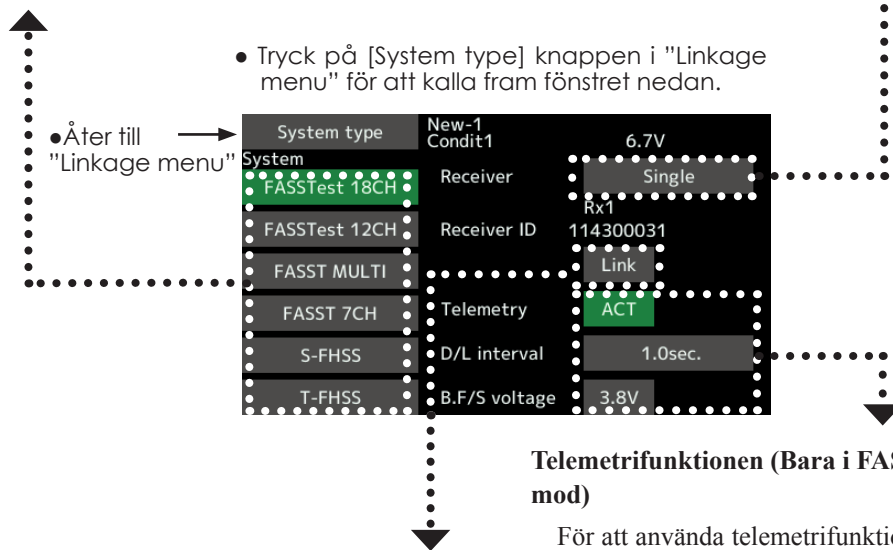 ● Tryck på [System type] knappen i ”Linkage
menu” för att kalla fram fönstret nedan.
●Åter till
”Linkage menu”
System type
New-1
Condit1
6.7V
System
FASSTest 18CH
Receiver
Single
Rx1
FASSTest 12CH
Receiver ID
114300031
FASST MULTI
Link
FASST 7CH
Telemetry
ACT
S-FHSS
D/L interval
1.0sec.
T-FHSS
B.F/S voltage
3.8V
Telemetrifunktionen (Bara i
mod)
För att använda